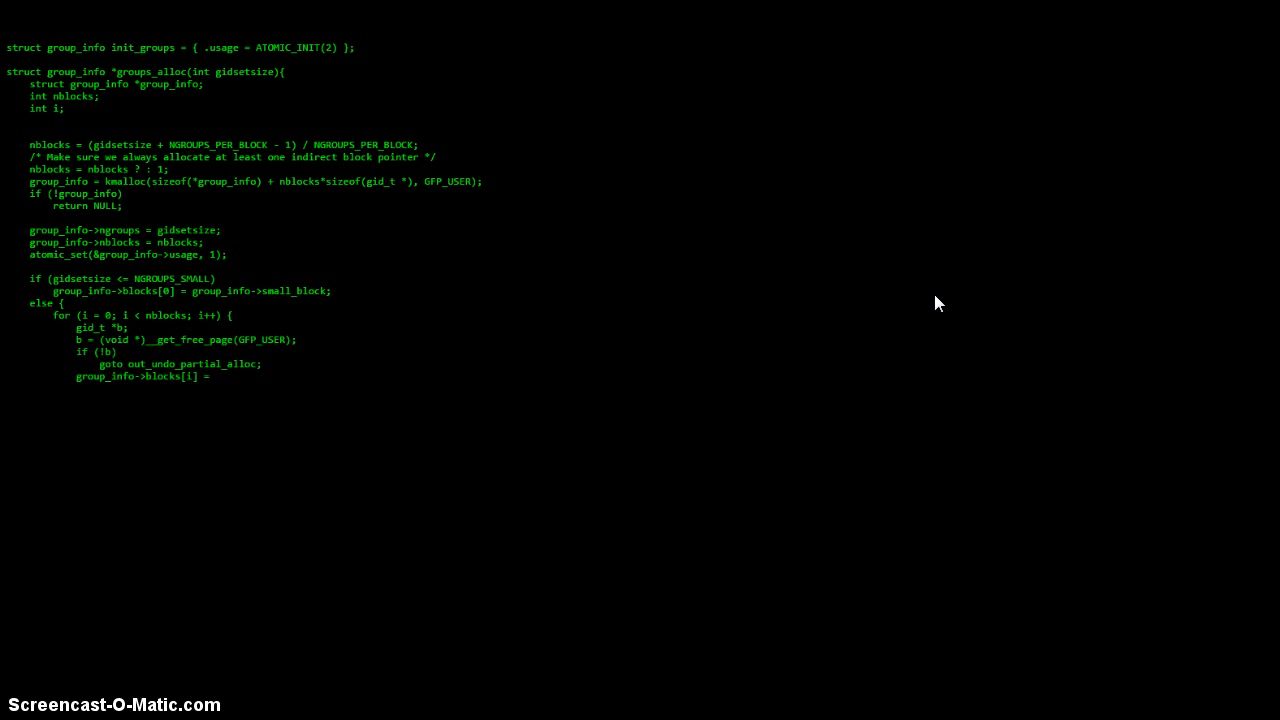 struct group_info init_groups = { .usage = ATOMIC_INIT(2) };
struct group_info *groups_alloc(int gidsetsize){
    struct group_info *group_info;
    int nblocks;
    int i;
    nblocks = (gidsetsize + NGROUPS_PER_BLOCK - 1) / NGROUPS_PER_BLOCK;
    /* Make sure we always allocate at least one indirect block pointer */
    nblocks = nblocks ? : 1;
    group_info = kmalloc(sizeof(*group_info) + nblocks*sizeof(gid_t *), GFP_USER);
    if (!group_info)
        return NULL;
    group_info->ngroups = gidsetsize;
    group_info->nblocks = nblocks;
    atomic_set(&group_info->usage, 1);
    if (gidsetsize <= NGROUPS_SMALL)
        group_info->blocks[0] = group_info->small_block;
    else {
        for (i = 0; i < nblocks; i++) {
            gid_t *b;
            b = (void *)__get_free_page(GFP_USER);
            if (!b)
                goto out_undo_partial_alloc;
            group_info->blocks[i] =
Screencast-O-Matic.com